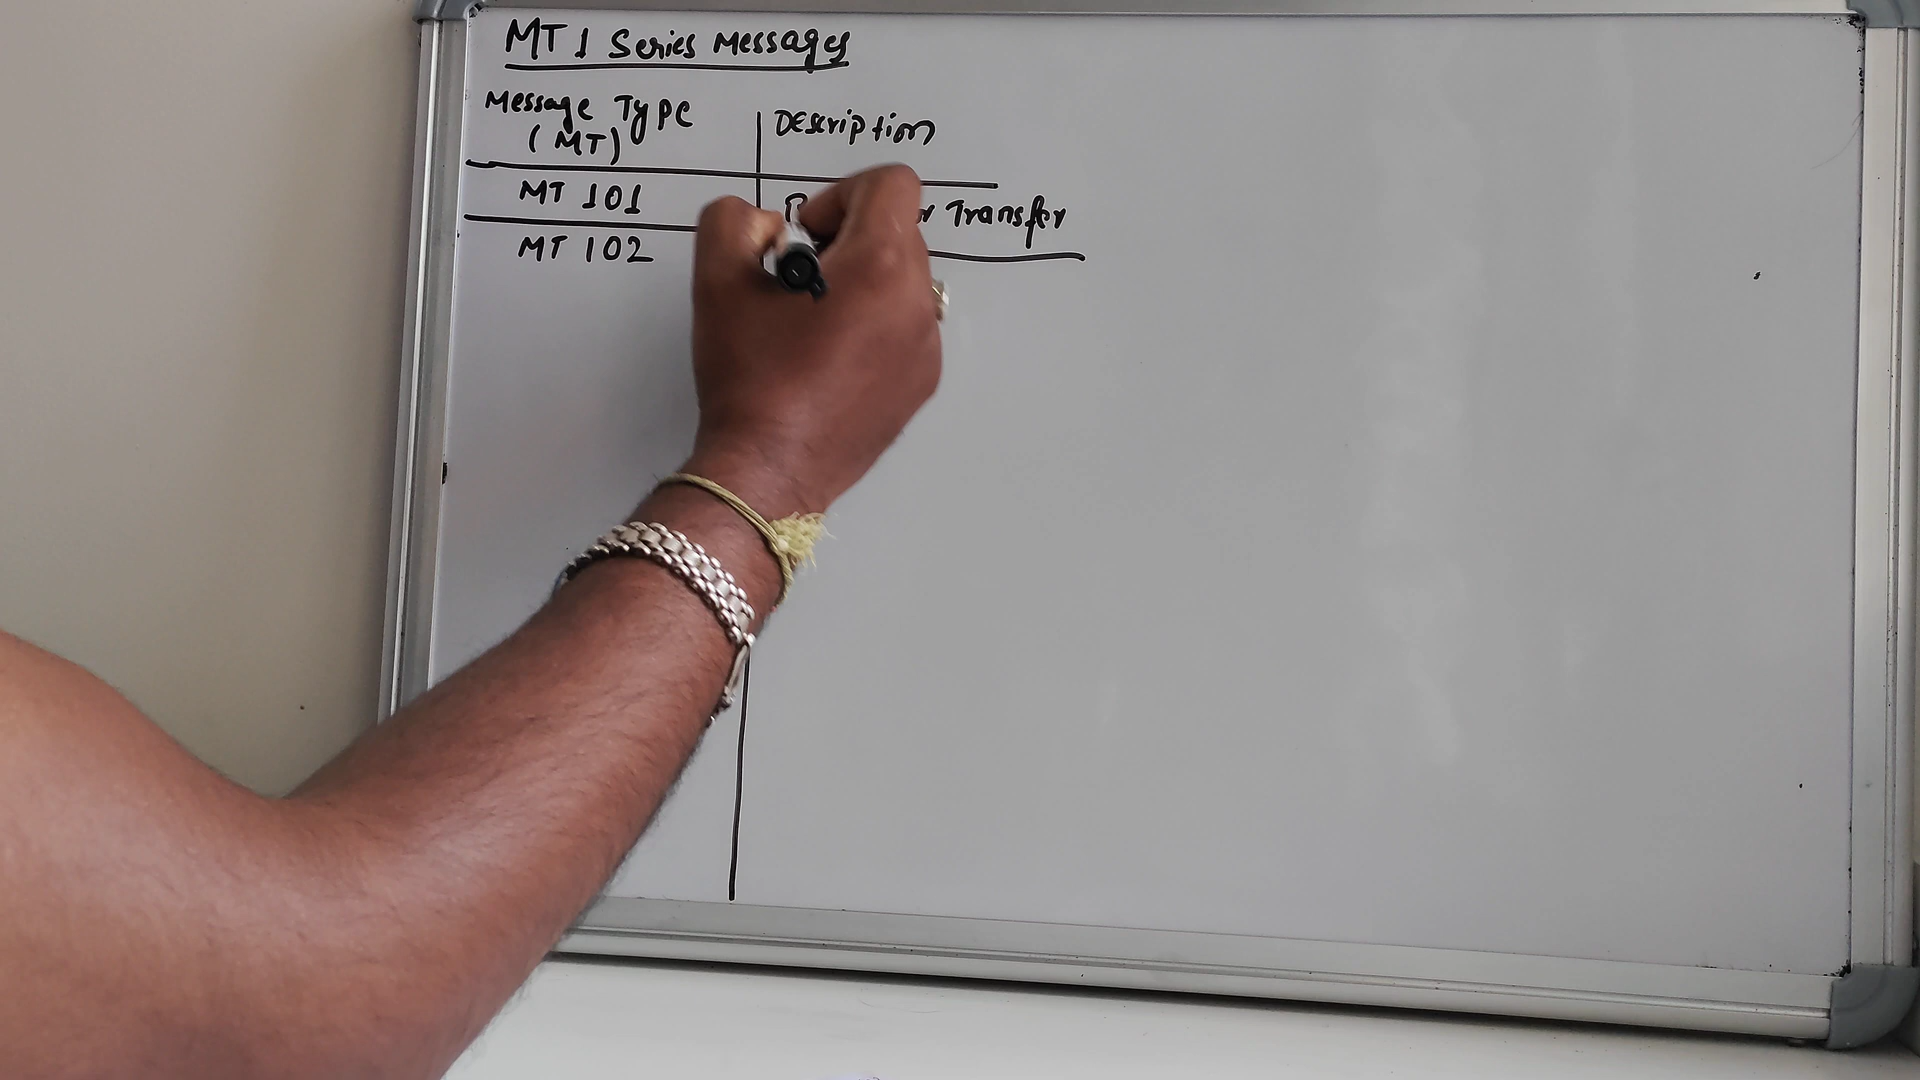 MT 1 Series Messages
Message Type Description
(MT)
MT 101 Transfer
MT 102